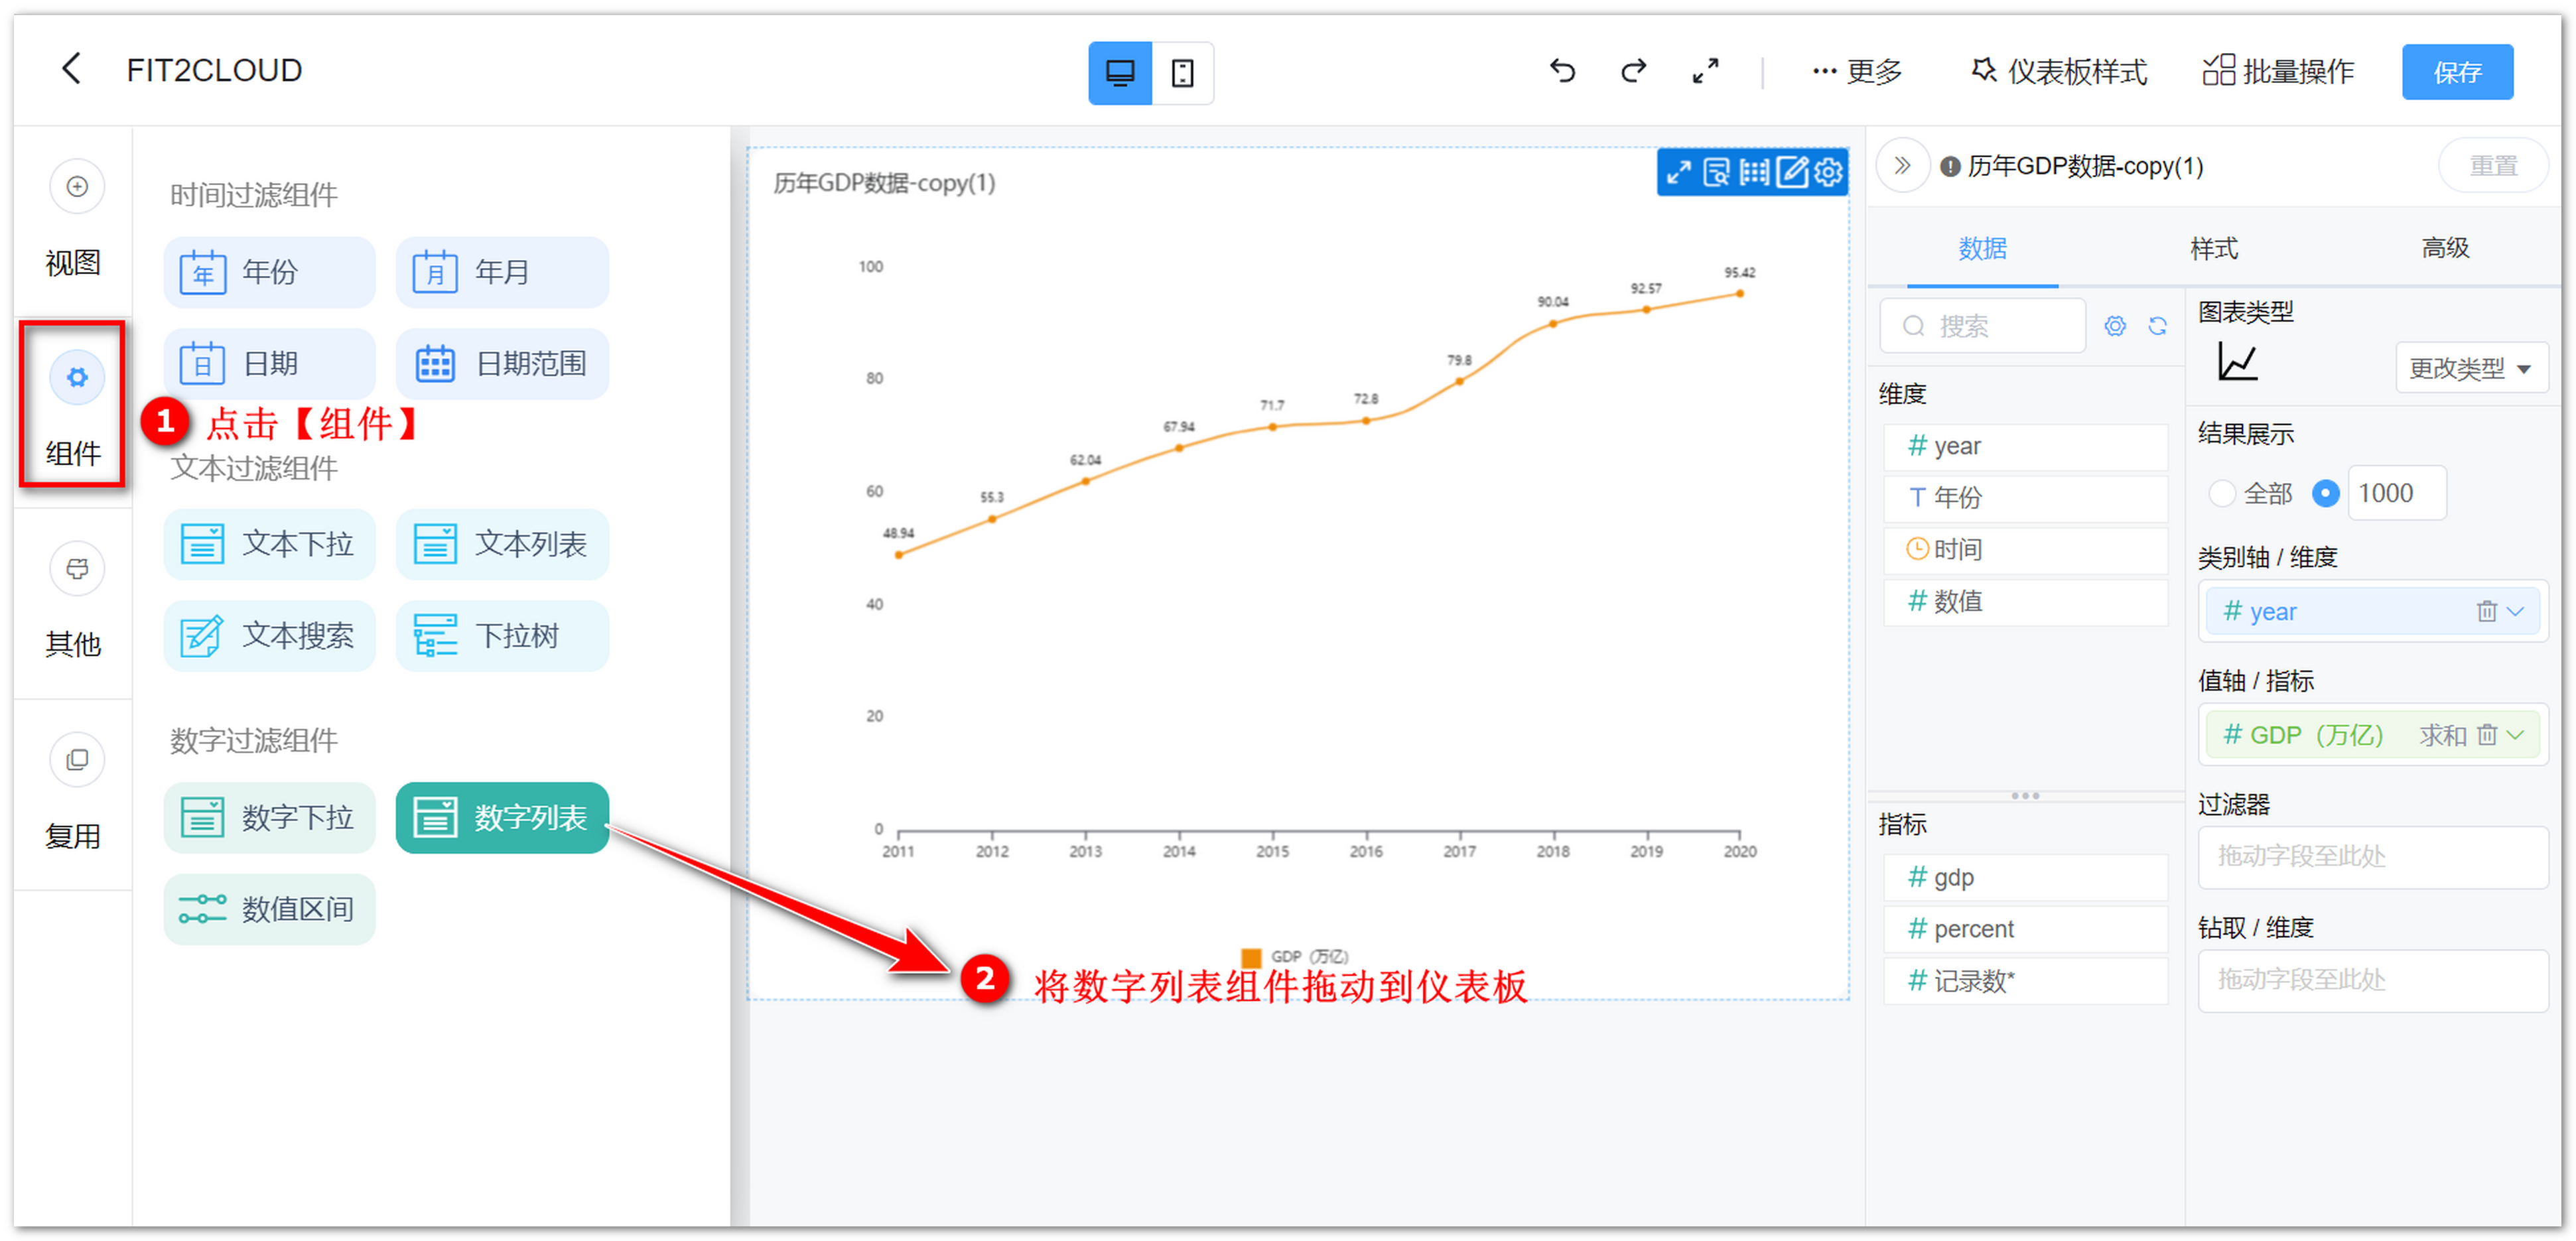 FIT2CLOUD
更多
仪表板样式
批量操作
保存
视图
组件
其他
复用
时间过滤组件
年 年份
月 年月
日 日期
日期范围
1 点击【组件】
文本过滤组件
文本下拉
文本列表
文本搜索
下拉树
数字过滤组件
数字下拉
数字列表
数值区间
历年GDP数据-copy(1)
100
80
60
40
20
0
48.94
55.3
62.04
67.94
71.7
72.8
79.8
90.04
92.57
95.42
2011 2012 2013 2014 2015 2016 2017 2018 2019 2020
GDP（万亿）
2 将数字列表组件拖动到仪表板
历年GDP数据-copy(1)
重置
数据
样式
高级
搜索
维度
# year
T 年份
时间
# 数值
指标
# gdp
# percent
# 记录数*
图表类型
更改类型
结果展示
全部 1000
类别轴 / 维度
# year
值轴 / 指标
# GDP（万亿） 求和
过滤器
拖动字段至此处
钻取 / 维度
拖动字段至此处